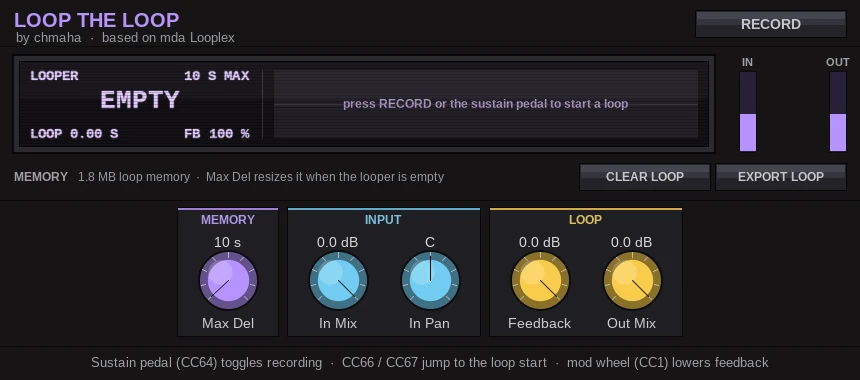 LOOP THE LOOP
by chmaha · based on mda Looplex
RECORD
LOOPER 10 S MAX
EMPTY
LOOP 0.00 S FB 100 %
press RECORD or the sustain pedal to start a loop
IN OUT
MEMORY 1.8 MB loop memory · Max Del resizes it when the looper is empty
CLEAR LOOP EXPORT LOOP
MEMORY INPUT LOOP
10 s 0.0 dB C 0.0 dB 0.0 dB
Max Del In Mix In Pan Feedback Out Mix
Sustain pedal (CC64) toggles recording · CC66 / CC67 jump to the loop start · mod wheel (CC1) lowers feedback